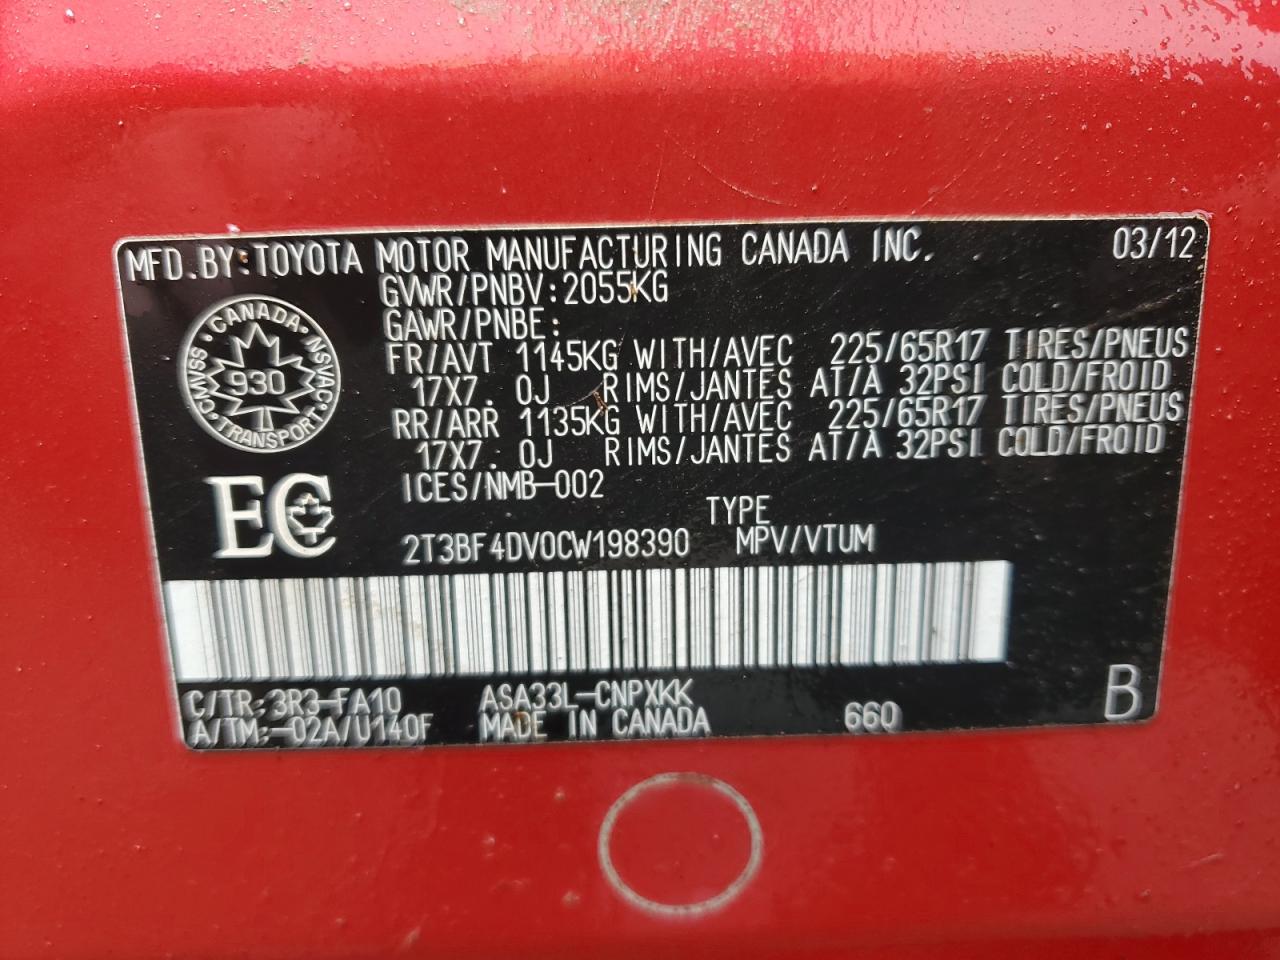 MFD.BY:TOYOTA MOTOR MANUFACTURING CANADA INC. 03/12
GVWR/PNBV:2055KG
GAWR/PNBE:
FR/AVT 1145KG WITH/AVEC 225/65R17 TIRES/PNEUS
17X7.0J RIMS/JANTES AT/A 32PSI COLD/FROID
RR/ARR 1135KG WITH/AVEC 225/65R17 TIRES/PNEUS
17X7.0J RIMS/JANTES AT/A 32PSI COLD/FROID
ICES/NMB-002
CANADA
CMVSS 930 NSVAC
TRANSPORT
EC
TYPE
2T3BF4DV0CW198390 MPV/VTUM
C/TR:3R3-FA10 ASA33L-CNPXKK
A/TM:-02A/U140F MADE IN CANADA 660 B